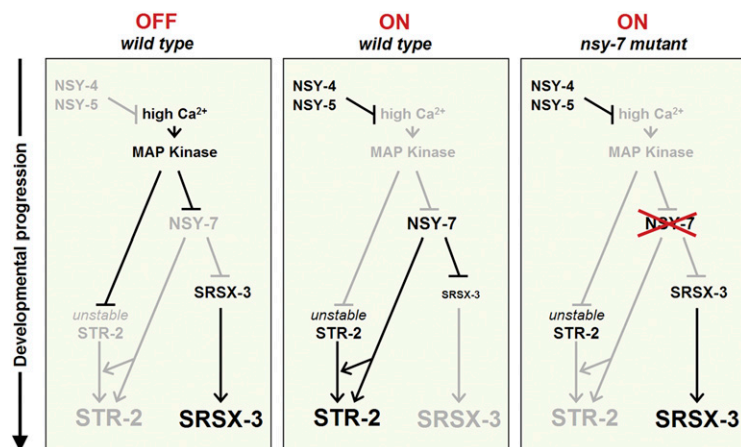 OFF
wild type
ON
wild type
ON
nsy-7 mutant
Developmental progression
NSY-4
NSY-5
high Ca²⁺
MAP Kinase
NSY-7
SRSX-3
unstable
STR-2
STR-2
SRSX-3
NSY-4
NSY-5
high Ca²⁺
MAP Kinase
NSY-7
SRSX-3
unstable
STR-2
STR-2
SRSX-3
NSY-4
NSY-5
high Ca²⁺
MAP Kinase
NSY-7
SRSX-3
unstable
STR-2
STR-2
SRSX-3